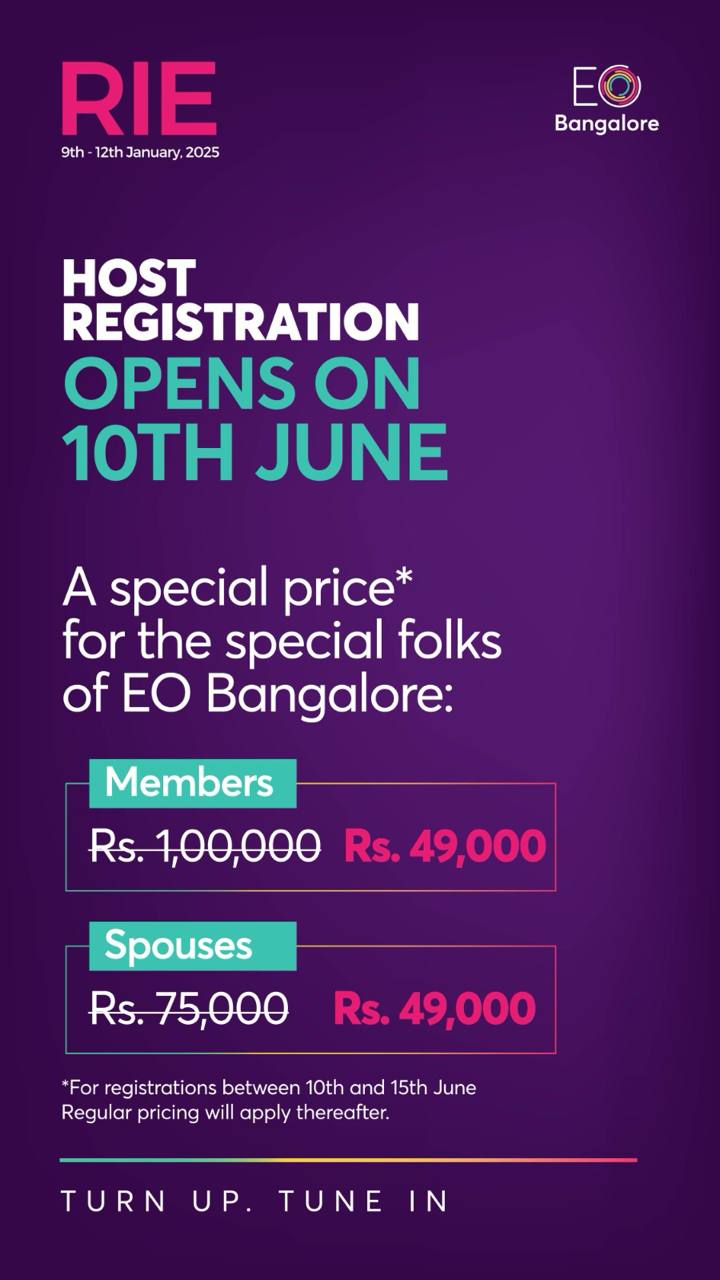 RIE
9th - 12th January, 2025
EO
Bangalore
HOST
REGISTRATION
OPENS ON
10TH JUNE
A special price*
for the special folks
of EO Bangalore:
Members
Rs. 1,00,000 Rs. 49,000
Spouses
Rs. 75,000 Rs. 49,000
*For registrations between 10th and 15th June
Regular pricing will apply thereafter.
TURN UP. TUNE IN